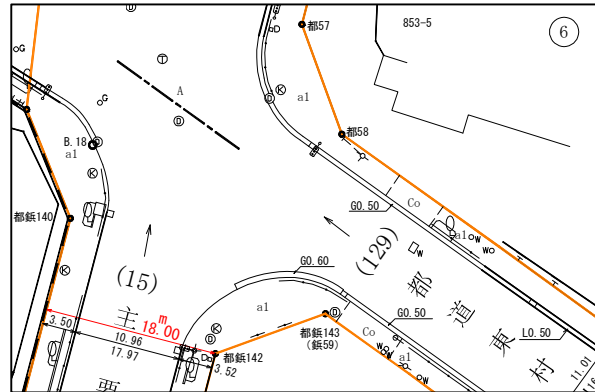 都57
853-5
6
G
D
T
K
a1
A
D
D
G
都58
B.18
a1
K
Co
G0.50
都鋲140
a1
W
W
W
(129)
(15)
G0.60
K
都
道
東
村
a1
D
G0.50
主
要
18.00m
3.50
10.96
17.97
3.52
K
D
都鋲142
都鋲143
(鋲59)
Co
a1
W
W
W
L0.50
11.01